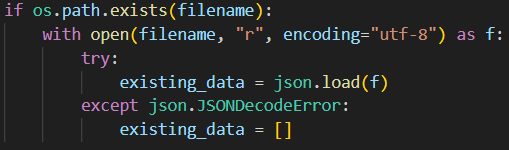 if os.path.exists(filename):
    with open(filename, "r", encoding="utf-8") as f:
        try:
            existing_data = json.load(f)
        except json.JSONDecodeError:
            existing_data = []